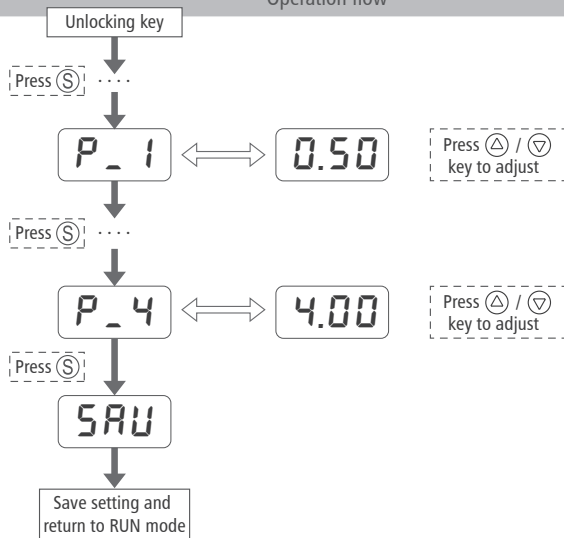 Operation flow
Unlocking key
Press Ⓢ ····
P_1 0.50 Press △ / ▽
key to adjust
Press Ⓢ ····
P_4 4.00 Press △ / ▽
key to adjust
Press Ⓢ
SAU
Save setting and
return to RUN mode